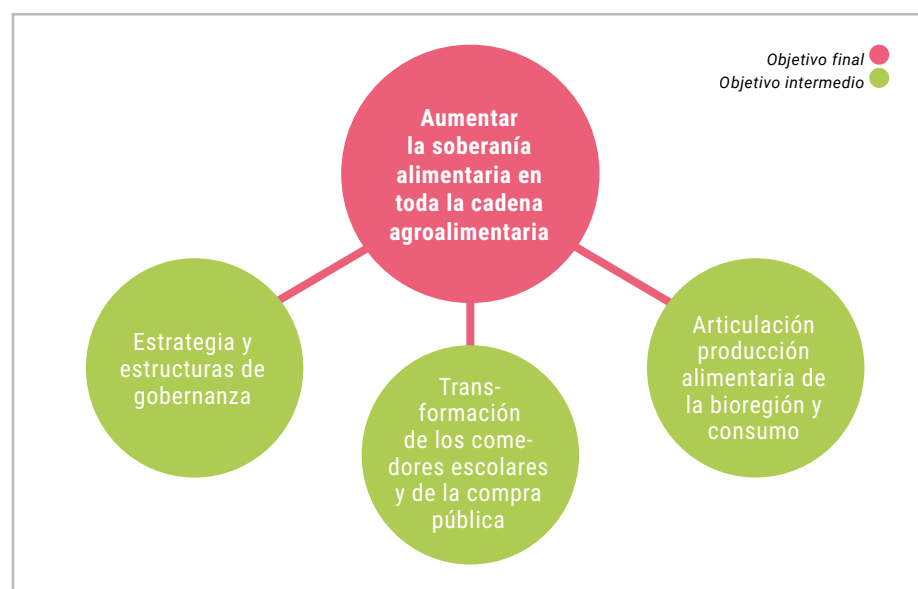 Objetivo final
Objetivo intermedio
Aumentar
la soberanía
alimentaria en
toda la cadena
agroalimentaria
Estrategia y
estructuras de
gobernanza
Trans-
formación
de los come-
dores escolares
y de la compra
pública
Articulación
producción
alimentaria de
la bioregión y
consumo